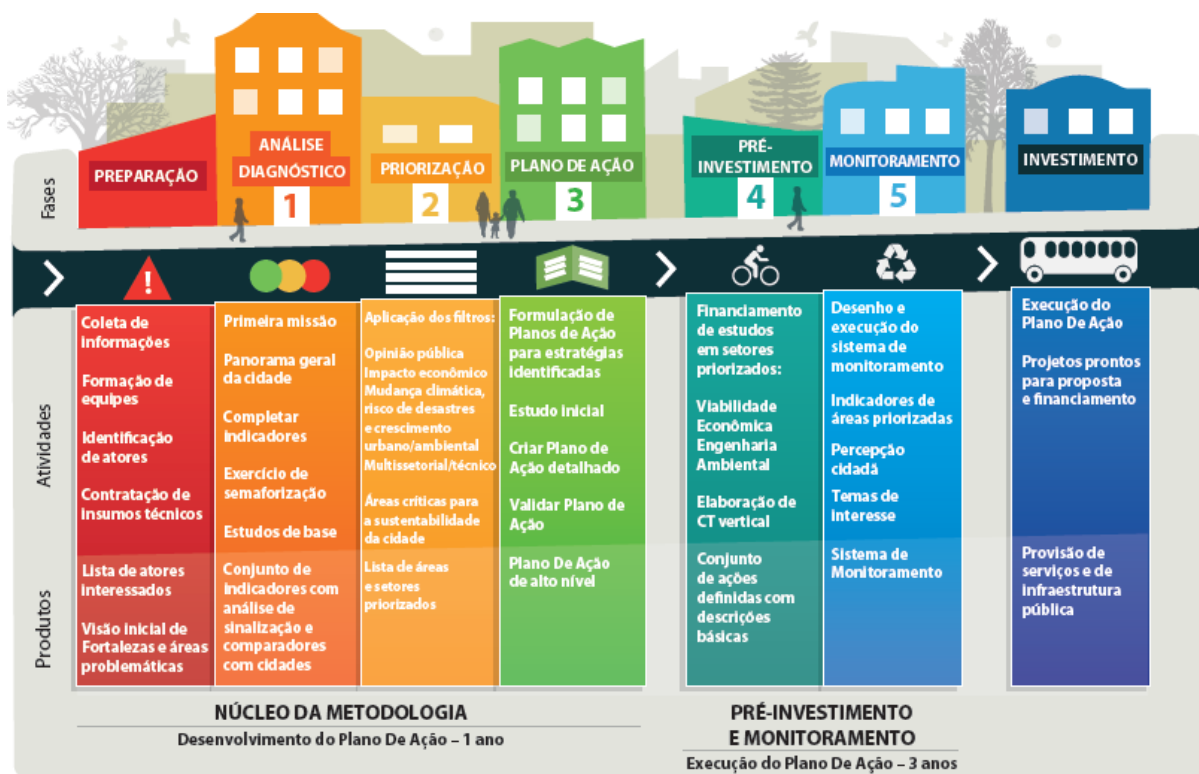 Fases
PREPARAÇÃO
ANÁLISE
DIAGNÓSTICO
1
PRIORIZAÇÃO
2
PLANO DE AÇÃO
3
PRÉ-
INVESTIMENTO
4
MONITORAMENTO
5
INVESTIMENTO
Atividades
Coleta de
Informações
Formação de
equipes
Identificação
de atores
Contratação de
Insumos técnicos
Primeira missão
Panorama geral
da cidade
Completar
indicadores
Exercício de
semaforização
Estudos de base
Aplicação dos filtros:
Opinião pública
Impacto econômico
Mudança climática,
risco de desastres
e crescimento
urbano/ambiental
Multissetorial/técnico
Áreas críticas para
a sustentabilidade
da cidade
Formulação de
Planos de Ação
para estratégias
identificadas
Estudo inicial
Criar Plano de
Ação detalhado
Validar Plano de
Ação
Financiamento
de estudos
em setores
priorizados:
Viabilidade
Econômica
Engenharia
Ambiental
Elaboração de
CT vertical
Desenho e
execução do
sistema de
monitoramento
Indicadores de
áreas priorizadas
Percepção
cidadã
Temas de
interesse
Execução do
Plano De Ação
Projetos prontos
para proposta
e financiamento
Produtos
Lista de atores
interessados
Visão inicial de
Fortalezas e áreas
problemáticas
Conjunto de
indicadores com
análise de
sinalização e
comparadores
com cidades
Lista de áreas
e setores
priorizados
Plano De Ação
de alto nível
Conjunto
de ações
definidas com
descrições
básicas
Sistema de
Monitoramento
Provisão de
serviços e de
infraestrutura
pública
NÚCLEO DA METODOLOGIA
Desenvolvimento do Plano De Ação – 1 ano
PRÉ-INVESTIMENTO
E MONITORAMENTO
Execução do Plano De Ação – 3 anos